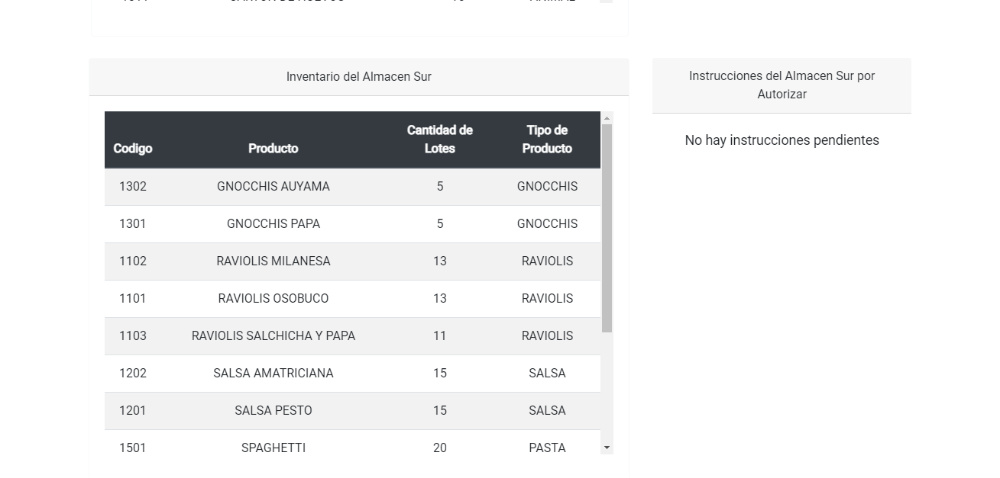 Inventario del Almacen Sur
Instrucciones del Almacen Sur por
Autorizar
No hay instrucciones pendientes
Codigo Producto Cantidad de Lotes Tipo de Producto
1302 GNOCCHIS AUYAMA 5 GNOCCHIS
1301 GNOCCHIS PAPA 5 GNOCCHIS
1102 RAVIOLIS MILANESA 13 RAVIOLIS
1101 RAVIOLIS OSOBUCO 13 RAVIOLIS
1103 RAVIOLIS SALCHICHA Y PAPA 11 RAVIOLIS
1202 SALSA AMATRICIANA 15 SALSA
1201 SALSA PESTO 15 SALSA
1501 SPAGHETTI 20 PASTA